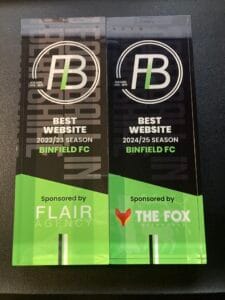 FB
BEST
WEBSITE
2022/23 SEASON
BINFIELD FC
Sponsored by
FLAIR
AGENCY
FB
BEST
WEBSITE
2024/25 SEASON
BINFIELD FC
Sponsored by
THE FOX